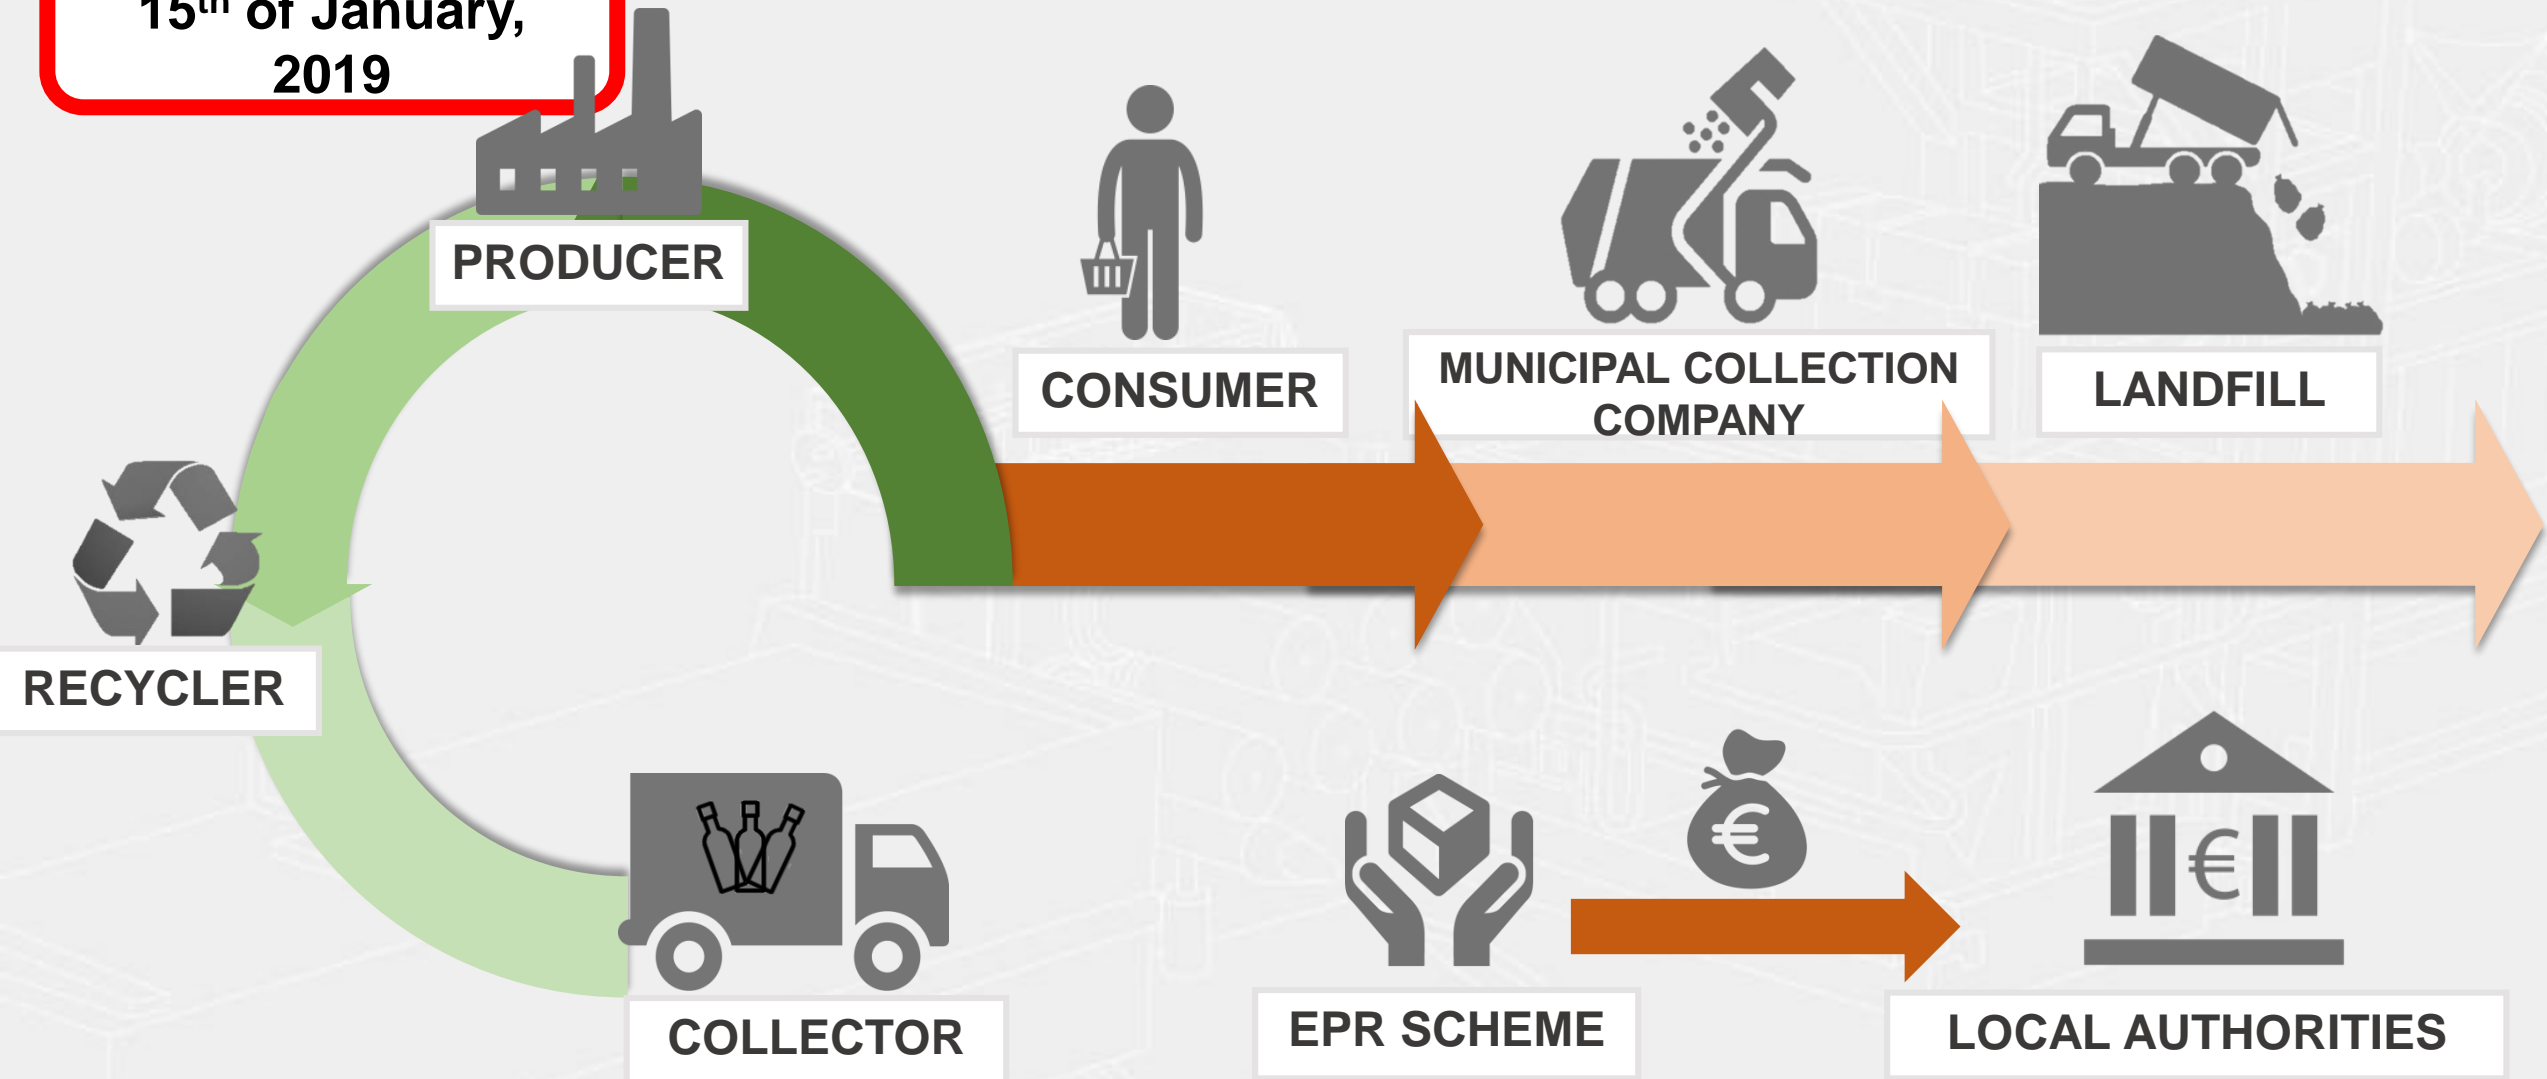 15th of January,
2019
PRODUCER
CONSUMER
MUNICIPAL COLLECTION
COMPANY
LANDFILL
RECYCLER
€
€
COLLECTOR
EPR SCHEME
LOCAL AUTHORITIES